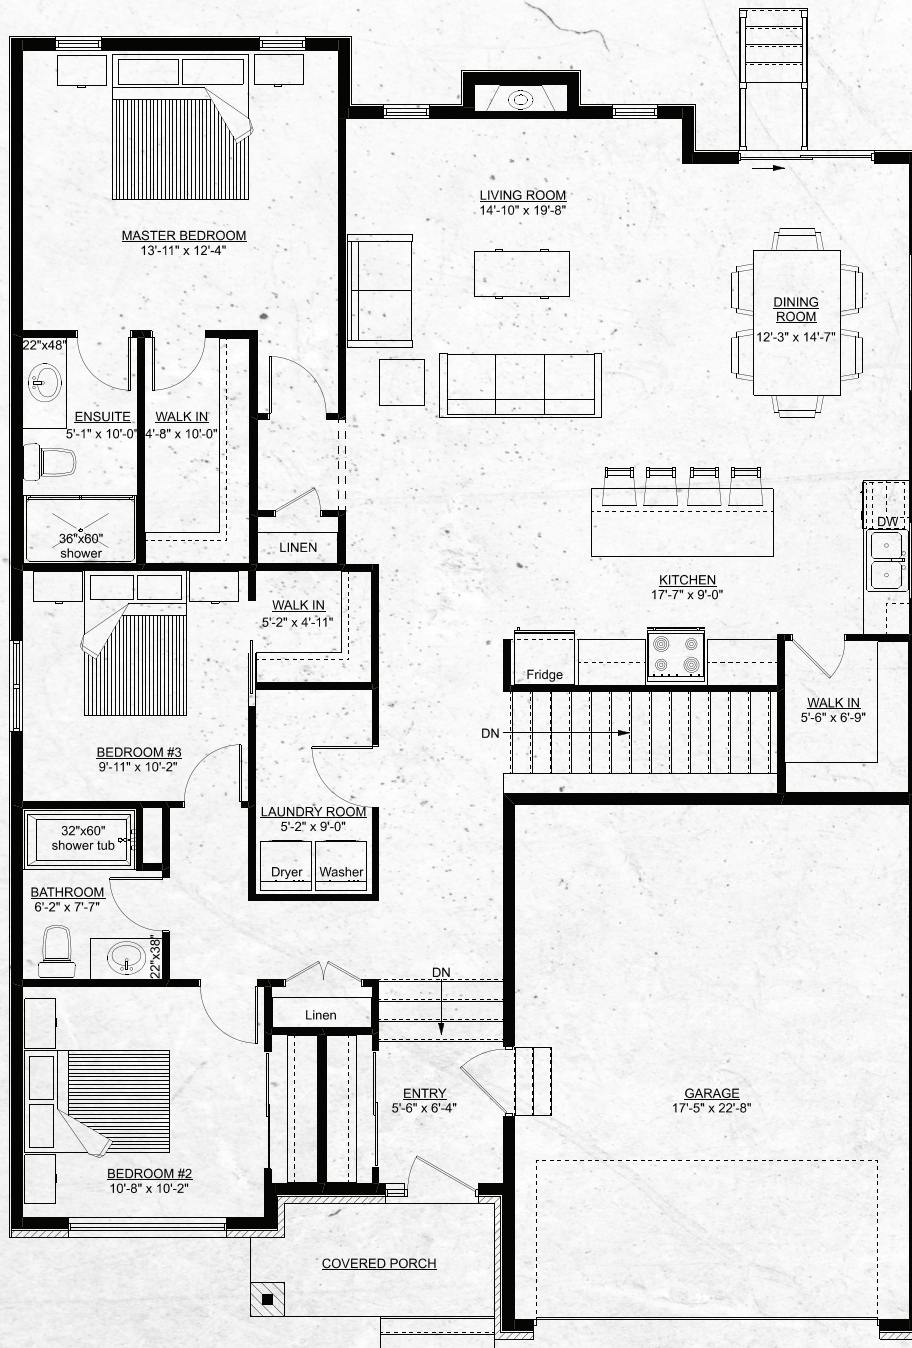 LIVING ROOM
14'-10" x 19'-8"
MASTER BEDROOM
13'-11" x 12'-4"
DINING
ROOM
12'-3" x 14'-7"
22"x48"
ENSUITE
5'-1" x 10'-0"
WALK IN
4'-8" x 10'-0"
36"x60"
shower
LINEN
DW
KITCHEN
17'-7" x 9'-0"
WALK IN
5'-2" x 4'-11"
Fridge
WALK IN
5'-6" x 6'-9"
DN
BEDROOM #3
9'-11" x 10'-2"
LAUNDRY ROOM
5'-2" x 9'-0"
Dryer
Washer
32"x60"
shower tub
BATHROOM
6'-2" x 7'-7"
22"x38"
DN
Linen
ENTRY
5'-6" x 6'-4"
GARAGE
17'-5" x 22'-8"
BEDROOM #2
10'-8" x 10'-2"
COVERED PORCH